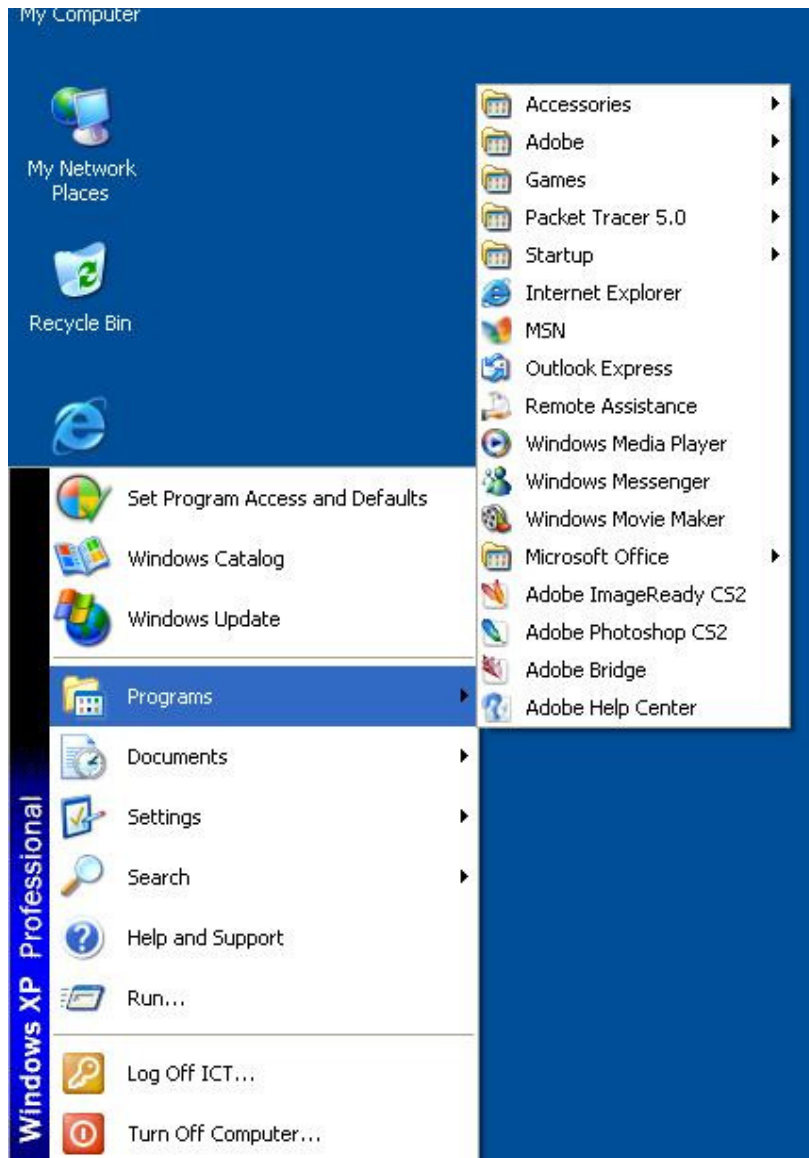 My Computer
My Network
Places
Recycle Bin
Accessories
Adobe
Games
Packet Tracer 5.0
Startup
Internet Explorer
MSN
Outlook Express
Remote Assistance
Windows Media Player
Windows Messenger
Windows Movie Maker
Microsoft Office
Adobe ImageReady CS2
Adobe Photoshop CS2
Adobe Bridge
Adobe Help Center
Set Program Access and Defaults
Windows Catalog
Windows Update
Programs
Documents
Settings
Search
Help and Support
Run...
Log Off ICT...
Turn Off Computer...
Windows XP Professional